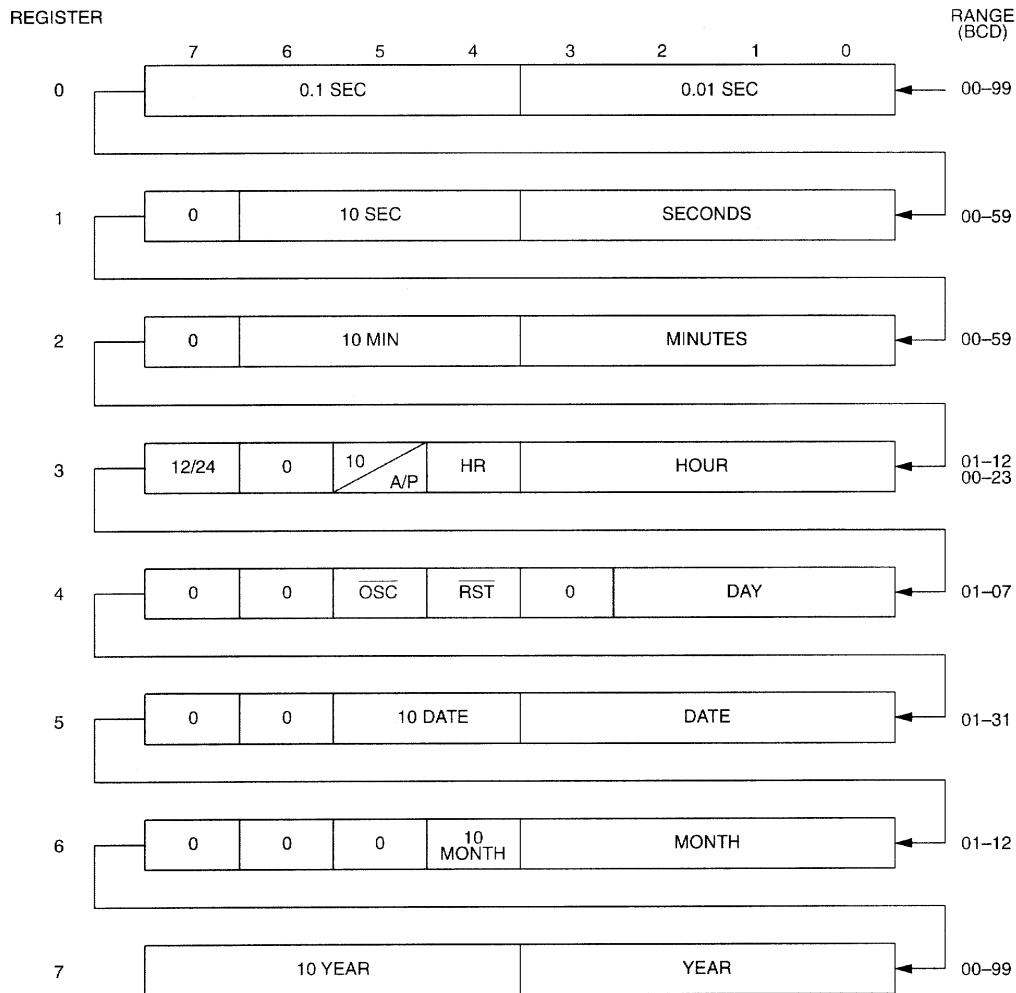 REGISTER
RANGE
(BCD)
7 6 5 4 3 2 1 0
0 0.1 SEC 0.01 SEC 00–99
1 0 10 SEC SECONDS 00–59
2 0 10 MIN MINUTES 00–59
3 12/24 0 10 A/P HR HOUR 01–12
00–23
4 0 0 OSC RST 0 DAY 01–07
5 0 0 10 DATE DATE 01–31
6 0 0 0 10 MONTH MONTH 01–12
7 10 YEAR YEAR 00–99